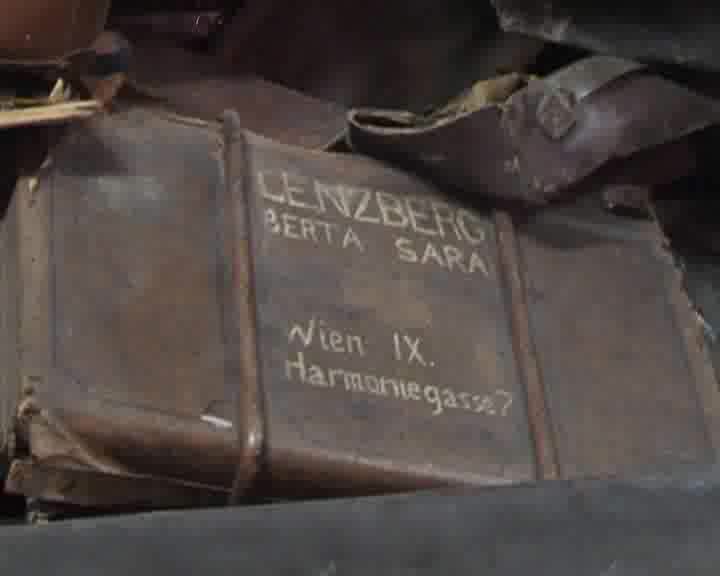 LENZBERG
BERTA SARA
Wien IX.
Harmoniegasse 7